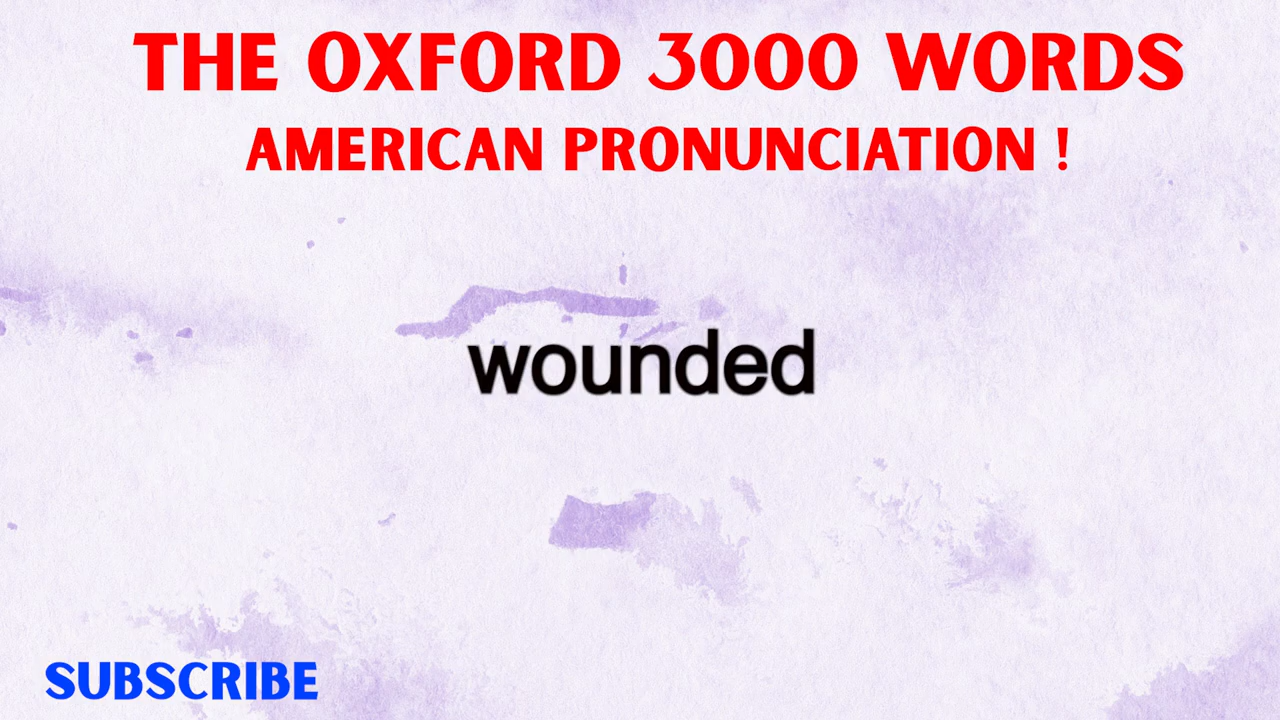 THE OXFORD 3000 WORDS
AMERICAN PRONUNCIATION !
wounded
SUBSCRIBE